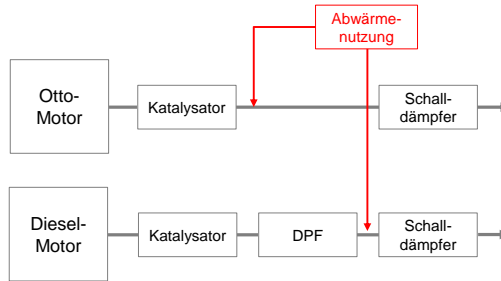 Abwärme-
nutzung
Otto-
Motor
Katalysator
Schall-
dämpfer
Diesel-
Motor
Katalysator
DPF
Schall-
dämpfer